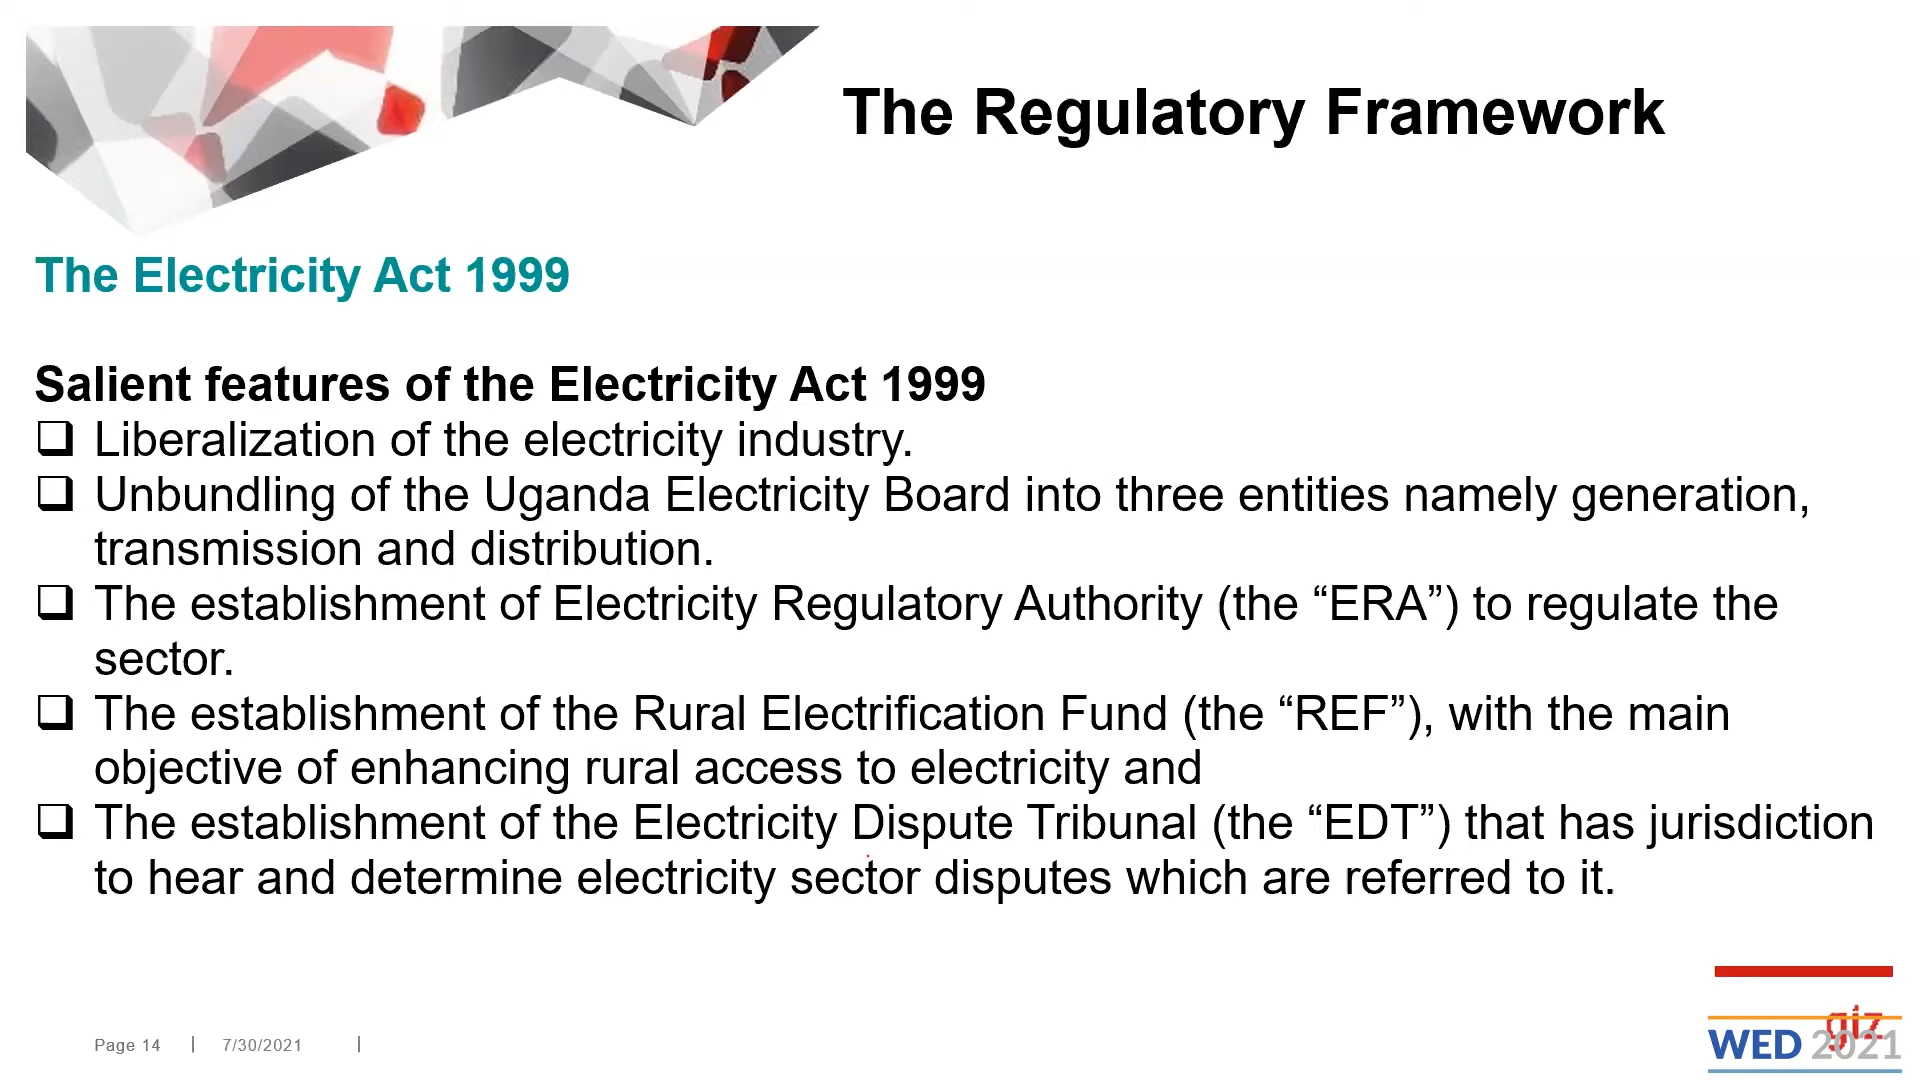 The Regulatory Framework
The Electricity Act 1999
Salient features of the Electricity Act 1999
❑ Liberalization of the electricity industry.
❑ Unbundling of the Uganda Electricity Board into three entities namely generation,
transmission and distribution.
❑ The establishment of Electricity Regulatory Authority (the “ERA”) to regulate the
sector.
❑ The establishment of the Rural Electrification Fund (the “REF”), with the main
objective of enhancing rural access to electricity and
❑ The establishment of the Electricity Dispute Tribunal (the “EDT”) that has jurisdiction
to hear and determine electricity sector disputes which are referred to it.
Page 14 | 7/30/2021 |
giz
WED 2021